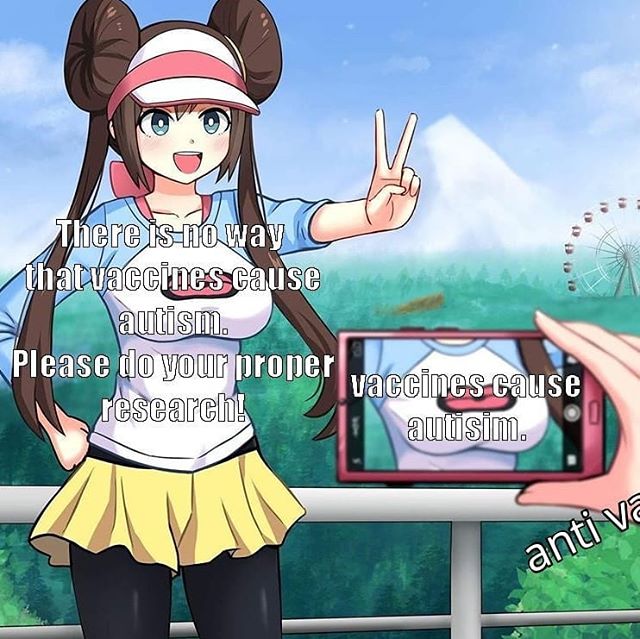 There is no way
that vaccines cause
autism.
Please do your proper
research!
vaccines cause
autisim.
anti va